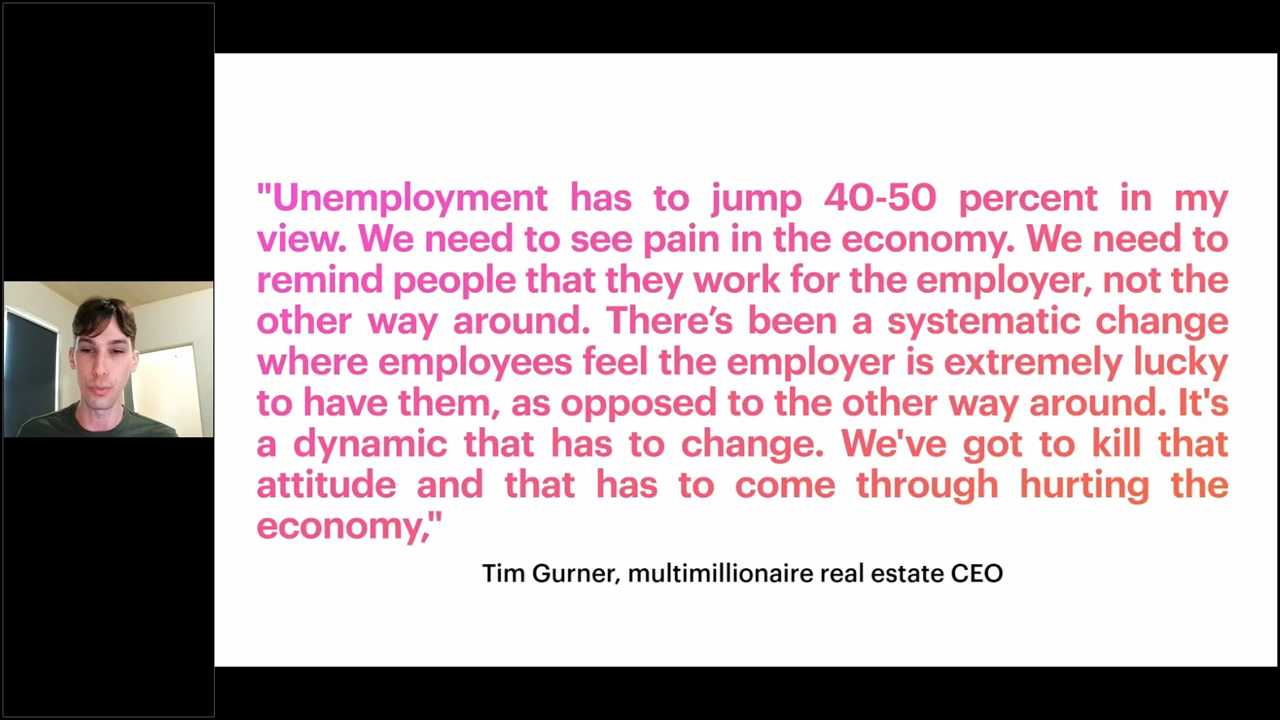 "Unemployment has to jump 40-50 percent in my
view. We need to see pain in the economy. We need to
remind people that they work for the employer, not the
other way around. There’s been a systematic change
where employees feel the employer is extremely lucky
to have them, as opposed to the other way around. It's
a dynamic that has to change. We've got to kill that
attitude and that has to come through hurting the
economy,"
Tim Gurner, multimillionaire real estate CEO